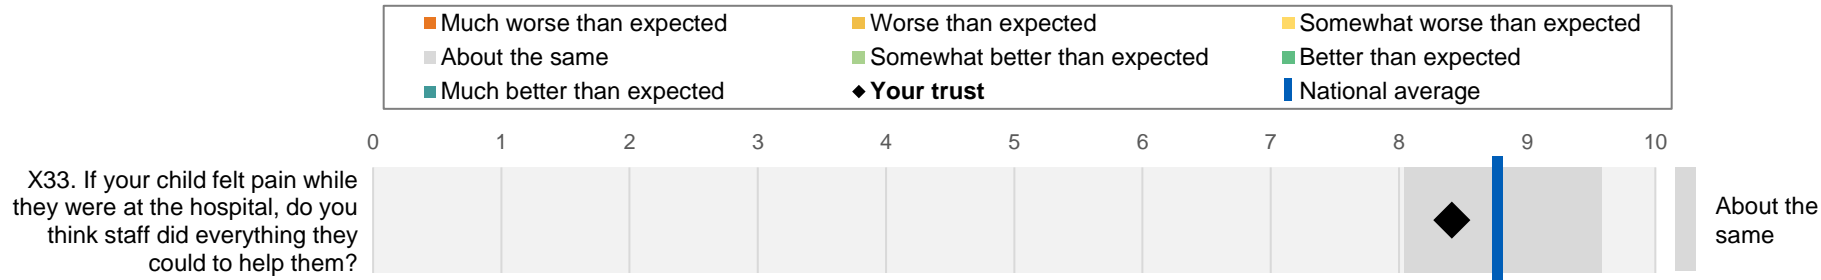 Much worse than expected
Worse than expected
Somewhat worse than expected
About the same
Somewhat better than expected
Better than expected
Much better than expected
Your trust
National average
0 1 2 3 4 5 6 7 8 9 10
X33. If your child felt pain while
they were at the hospital, do you
think staff did everything they
could to help them?
About the
same